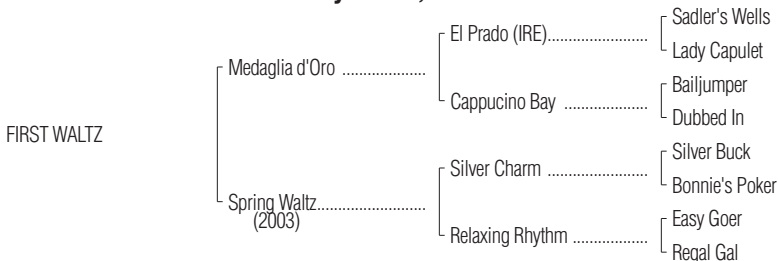 Sadler's Wells
El Prado (IRE).....................
Lady Capulet
Medaglia d'Oro ....................
Bailjumper
Cappucino Bay ....................
Dubbed In
FIRST WALTZ
Silver Buck
Silver Charm ........................
Bonnie's Poker
Spring Waltz..........................
(2003)
Easy Goer
Relaxing Rhythm ..................
Regal Gal